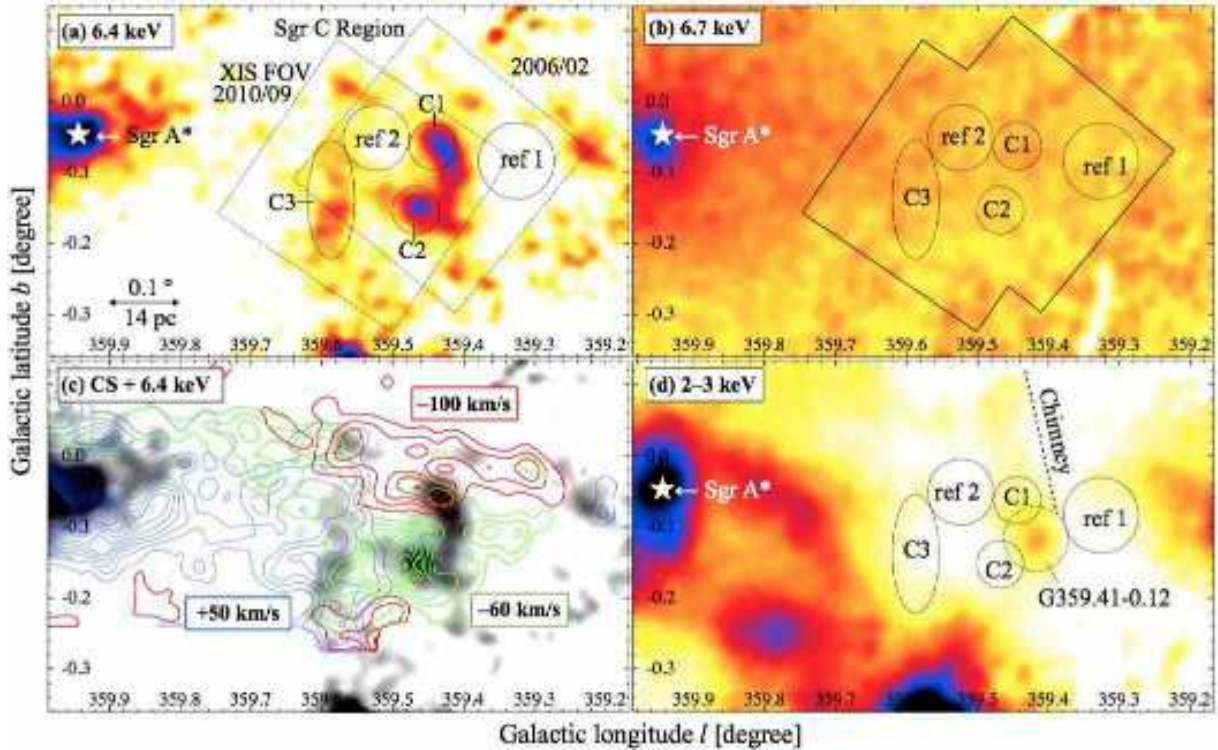 (a) 6.4 keV
Sgr C Region
XIS FOV
2010/09
2006/02
0.0
← Sgr A*
C1
ref 2
ref 1
-0.1
C3
C2
-0.2
0.1 °
14 pc
-0.3
359.9 359.8 359.7 359.6 359.5 359.4 359.3 359.2
(b) 6.7 keV
0.0
← Sgr A*
ref 2
C1
ref 1
-0.1
C3
C2
-0.2
-0.3
359.9 359.8 359.7 359.6 359.5 359.4 359.3 359.2
(c) CS + 6.4 keV
−100 km/s
0.0
-0.1
-0.2
+50 km/s
−60 km/s
-0.3
359.9 359.8 359.7 359.6 359.5 359.4 359.3 359.2
(d) 2–3 keV
Chimney
0.0
← Sgr A*
ref 2
C1
ref 1
-0.1
C3
C2
G359.41-0.12
-0.2
-0.3
359.9 359.8 359.7 359.6 359.5 359.4 359.3 359.2
Galactic latitude b [degree]
Galactic longitude l [degree]